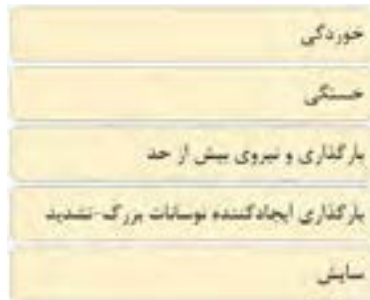 خوردگی
خستگی
بارگذاری و نیروی بیش از حد
بارگذاری ایجادکننده نوسانات بزرگ-تشدید
سایش